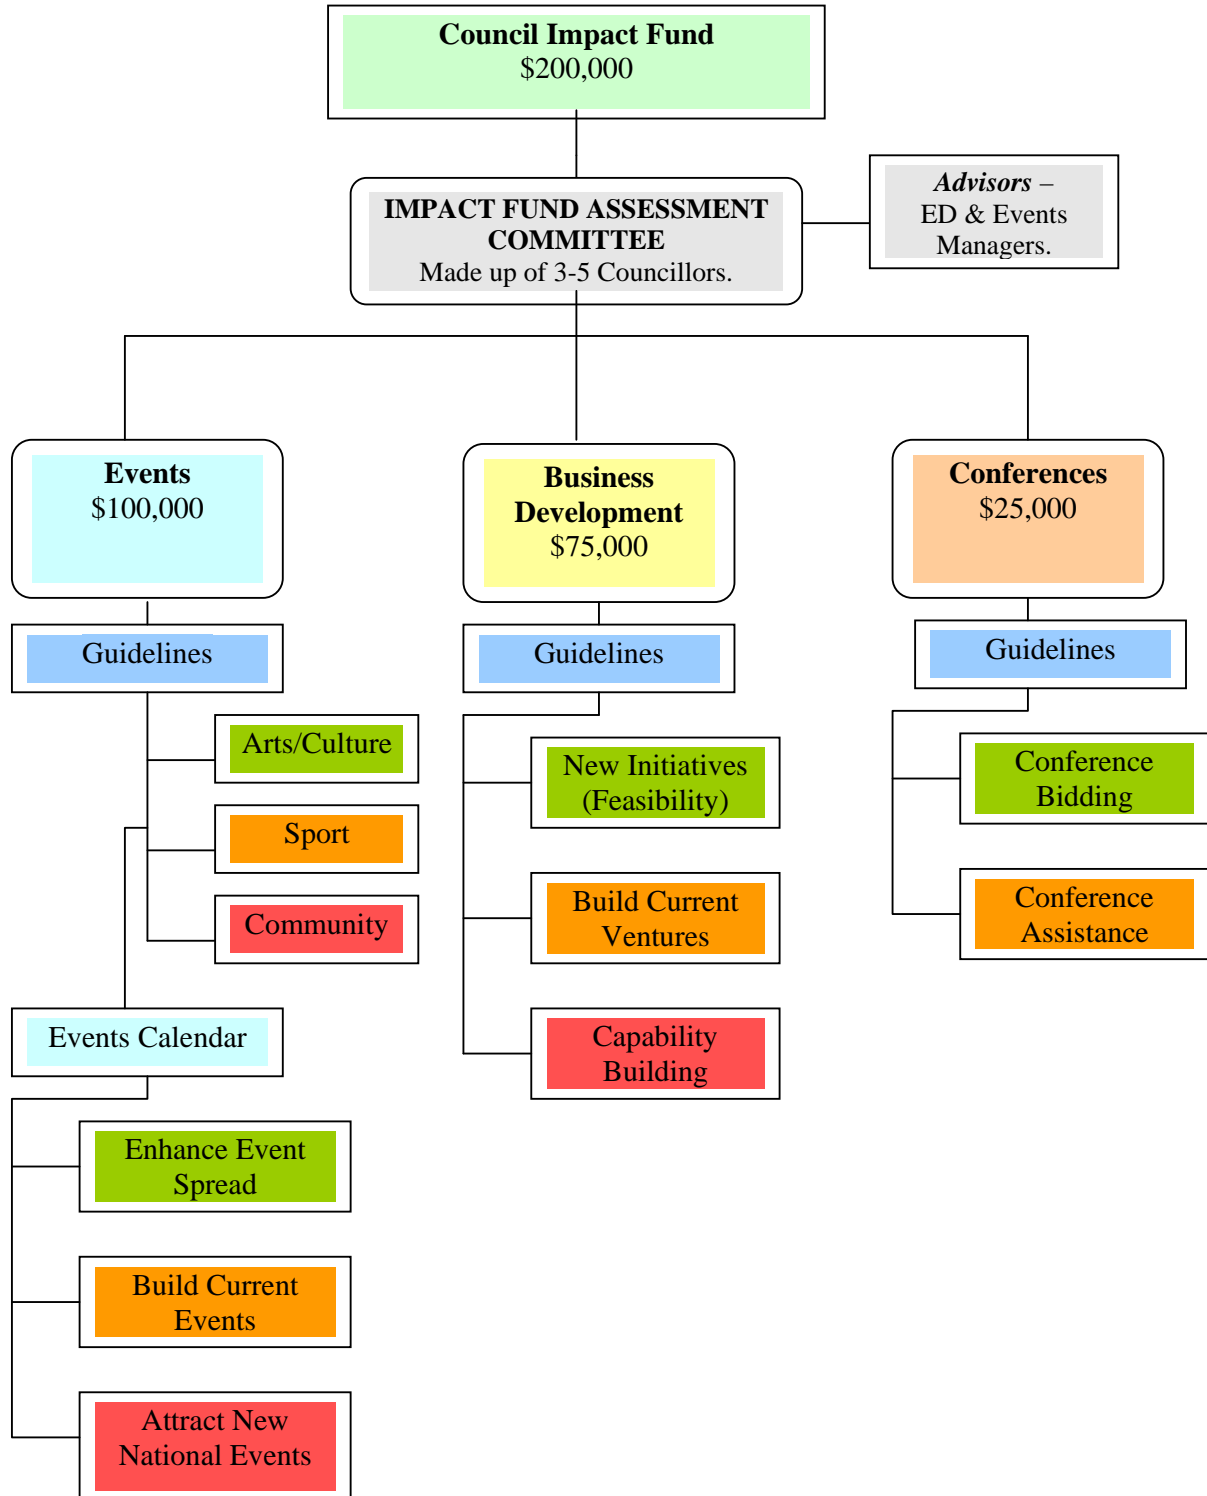 Council Impact Fund
$200,000
IMPACT FUND ASSESSMENT
COMMITTEE
Made up of 3-5 Councillors.
Advisors –
ED & Events
Managers.
Events
$100,000
Business
Development
$75,000
Conferences
$25,000
Guidelines
Guidelines
Guidelines
Arts/Culture
Sport
Community
New Initiatives
(Feasibility)
Build Current
Ventures
Capability
Building
Conference
Bidding
Conference
Assistance
Events Calendar
Enhance Event
Spread
Build Current
Events
Attract New
National Events